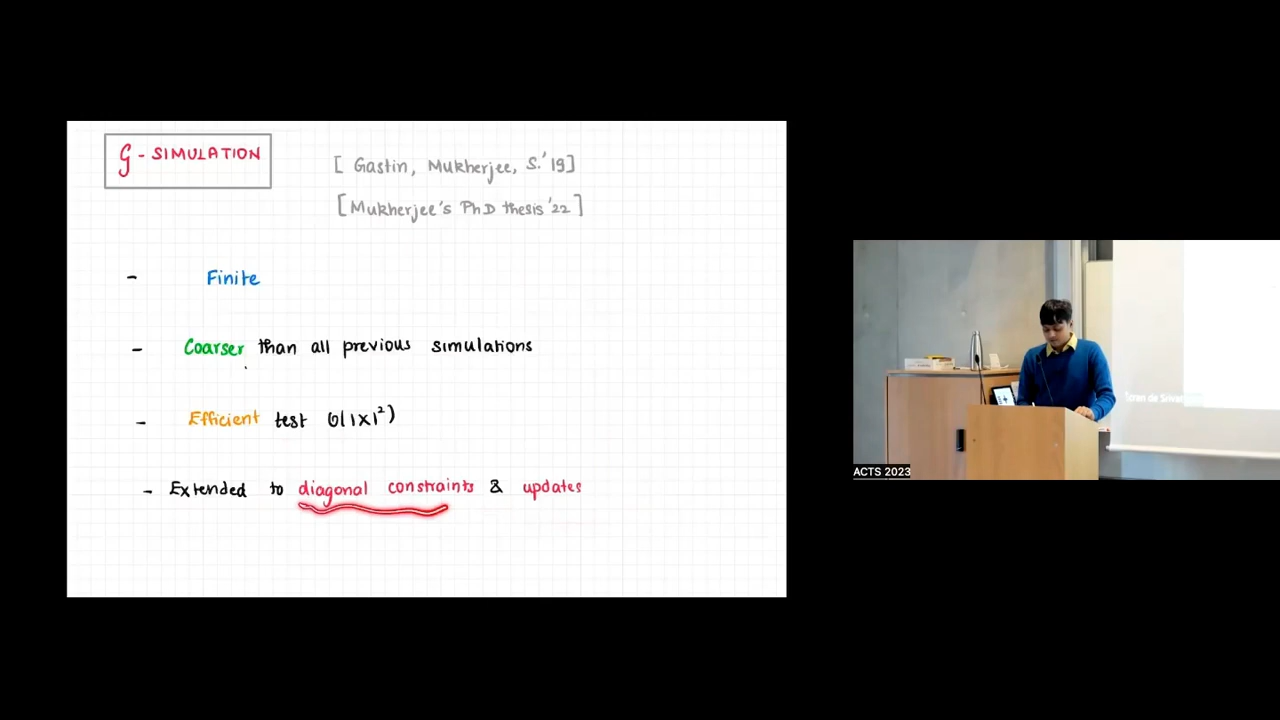 G - SIMULATION
[ Gastin, Mukherjee, S.'19]
[Mukherjee's PhD thesis '22 ]
- Finite
- Coarser than all previous simulations
- Efficient test O(|X|²)
- Extended to diagonal constraints & updates
ACTS 2023